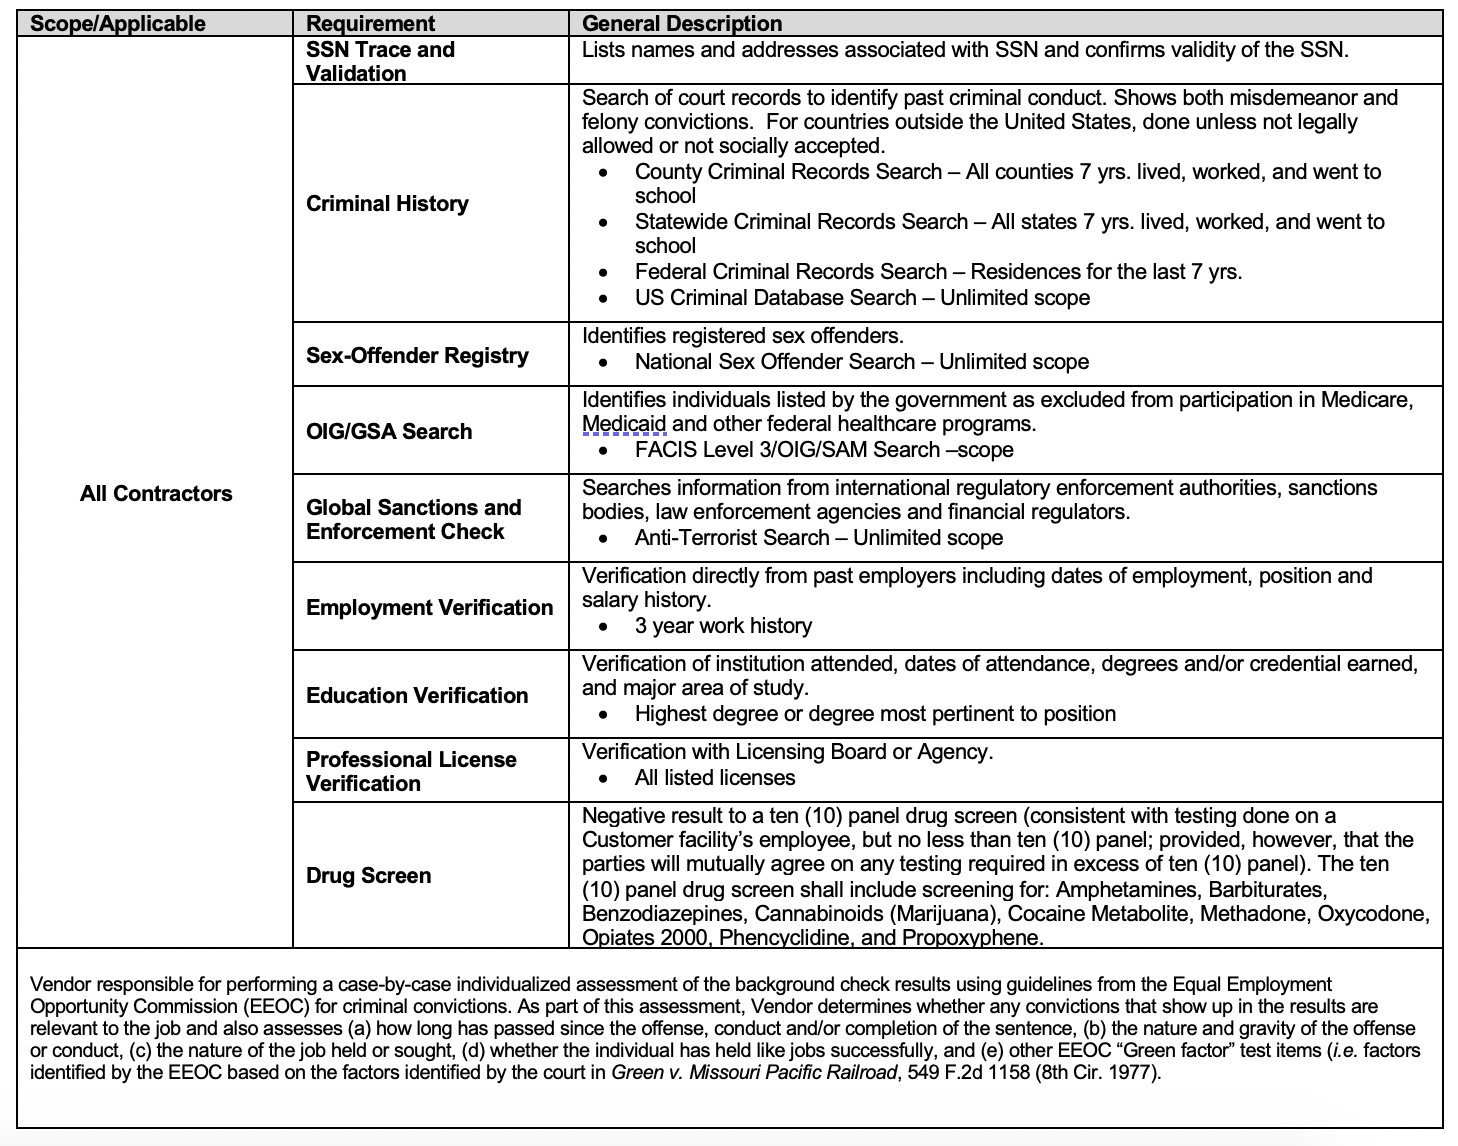 Scope/Applicable
Requirement
General Description
All Contractors
SSN Trace and
Validation
Lists names and addresses associated with SSN and confirms validity of the SSN.
Criminal History
Search of court records to identify past criminal conduct. Shows both misdemeanor and
felony convictions.  For countries outside the United States, done unless not legally
allowed or not socially accepted.
• County Criminal Records Search – All counties 7 yrs. lived, worked, and went to
school
• Statewide Criminal Records Search – All states 7 yrs. lived, worked, and went to
school
• Federal Criminal Records Search – Residences for the last 7 yrs.
• US Criminal Database Search – Unlimited scope
Sex-Offender Registry
Identifies registered sex offenders.
• National Sex Offender Search – Unlimited scope
OIG/GSA Search
Identifies individuals listed by the government as excluded from participation in Medicare,
Medicaid and other federal healthcare programs.
• FACIS Level 3/OIG/SAM Search –scope
Global Sanctions and
Enforcement Check
Searches information from international regulatory enforcement authorities, sanctions
bodies, law enforcement agencies and financial regulators.
• Anti-Terrorist Search – Unlimited scope
Employment Verification
Verification directly from past employers including dates of employment, position and
salary history.
• 3 year work history
Education Verification
Verification of institution attended, dates of attendance, degrees and/or credential earned,
and major area of study.
• Highest degree or degree most pertinent to position
Professional License
Verification
Verification with Licensing Board or Agency.
• All listed licenses
Drug Screen
Negative result to a ten (10) panel drug screen (consistent with testing done on a
Customer facility’s employee, but no less than ten (10) panel; provided, however, that the
parties will mutually agree on any testing required in excess of ten (10) panel). The ten
(10) panel drug screen shall include screening for: Amphetamines, Barbiturates,
Benzodiazepines, Cannabinoids (Marijuana), Cocaine Metabolite, Methadone, Oxycodone,
Opiates 2000, Phencyclidine, and Propoxyphene.
Vendor responsible for performing a case-by-case individualized assessment of the background check results using guidelines from the Equal Employment
Opportunity Commission (EEOC) for criminal convictions. As part of this assessment, Vendor determines whether any convictions that show up in the results are
relevant to the job and also assesses (a) how long has passed since the offense, conduct and/or completion of the sentence, (b) the nature and gravity of the offense
or conduct, (c) the nature of the job held or sought, (d) whether the individual has held like jobs successfully, and (e) other EEOC “Green factor” test items (i.e. factors
identified by the EEOC based on the factors identified by the court in Green v. Missouri Pacific Railroad, 549 F.2d 1158 (8th Cir. 1977).